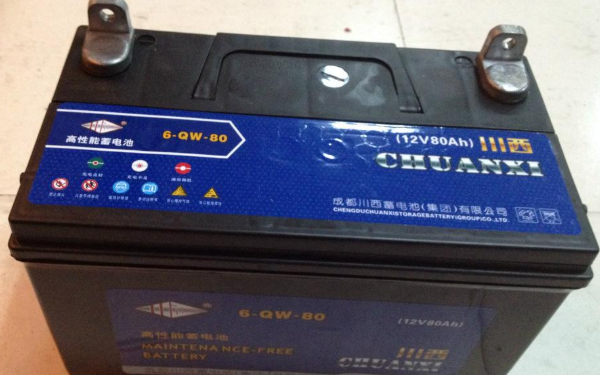 6-QW-80
(12V80Ah)
川西
高性能蓄电池
CHUANXI
成都川西蓄电池(集团)有限公司
CHENGDUCHUANXISTORAGEBATTERY(GROUP)CO.,LTD.
6-QW-80
(12V80Ah)
高性能蓄电池
川西
MAINTENANCE-FREE
BATTERY
CHUANXI